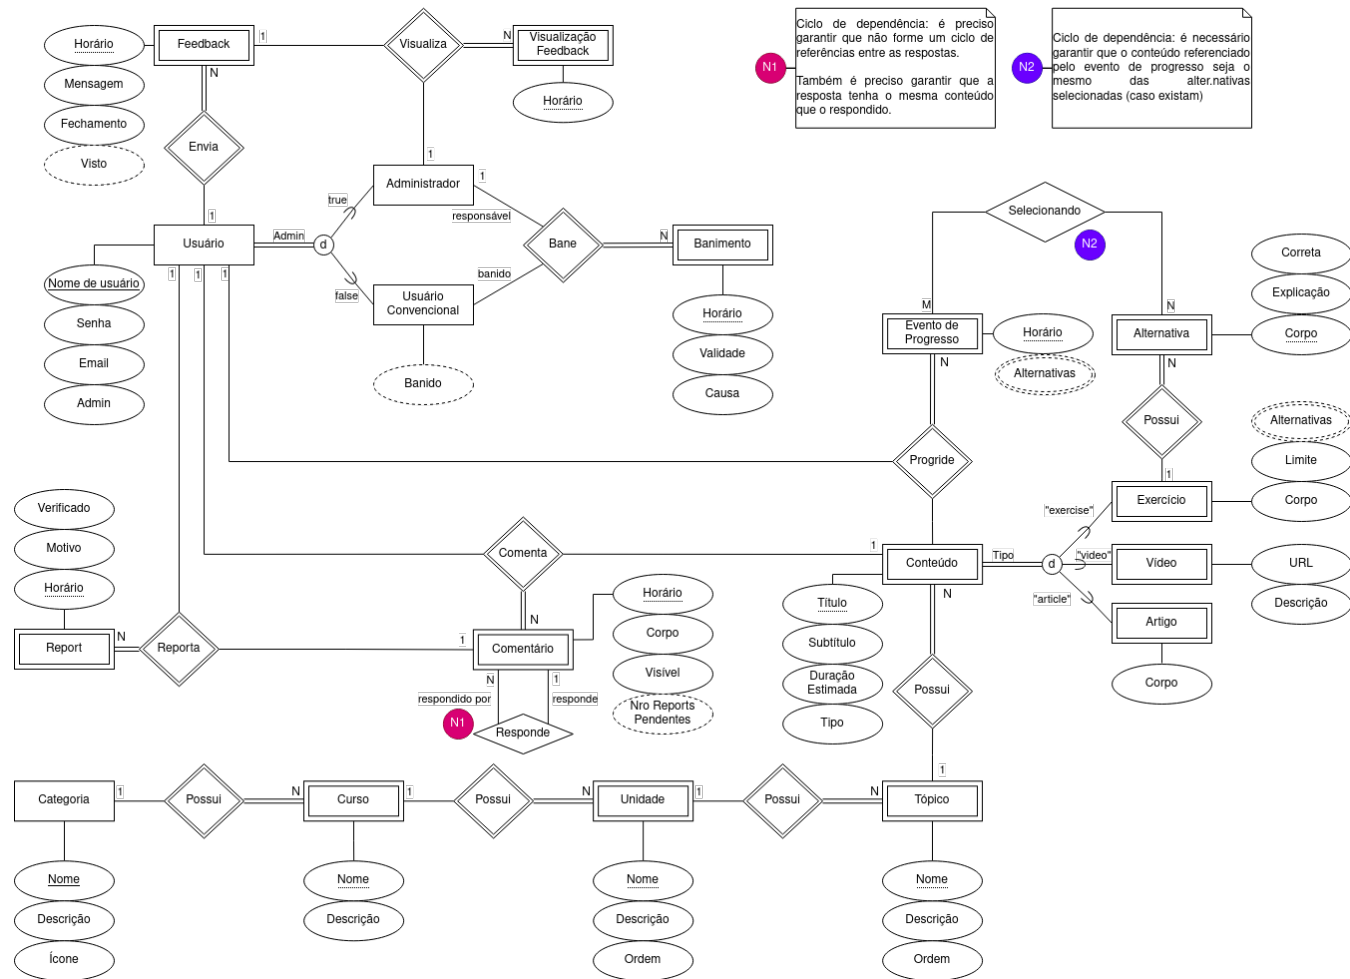 Horário
Mensagem
Fechamento
Visto
Feedback
1
N
Visualiza
N
Visualização
Feedback
Horário
1
Envia
1
N1
Ciclo de dependência: é preciso
garantir que não forme um ciclo de
referências entre as respostas.
Também é preciso garantir que a
resposta tenha o mesma conteúdo
que o respondido.
N2
Ciclo de dependência: é necessário
garantir que o conteúdo referenciado
pelo evento de progresso seja o
mesmo das alter.nativas
selecionadas (caso existam)
Usuário
1
1
1
Admin
d
true
false
Administrador
1
responsável
Usuário
Convencional
banido
Banido
Bane
N
Banimento
Horário
Validade
Causa
Nome de usuário
Senha
Email
Admin
Selecionando
N2
M
N
Evento de
Progresso
N
Horário
Alternativas
Alternativa
N
Correta
Explicação
Corpo
Possui
1
Alternativas
Limite
Corpo
Exercício
Progride
"exercise"
Tipo
d
"video"
"article"
Vídeo
URL
Descrição
Artigo
Corpo
Verificado
Motivo
Horário
Report
N
Reporta
1
Comenta
1
N
Comentário
Horário
Corpo
Visível
Nro Reports
Pendentes
N
1
respondido por
responde
N1
Responde
Conteúdo
N
Título
Subtítulo
Duração
Estimada
Tipo
Possui
1
Categoria
1
Possui
N
Curso
1
Possui
N
Unidade
1
Possui
N
Tópico
Nome
Descrição
Ícone
Nome
Descrição
Nome
Descrição
Ordem
Nome
Descrição
Ordem